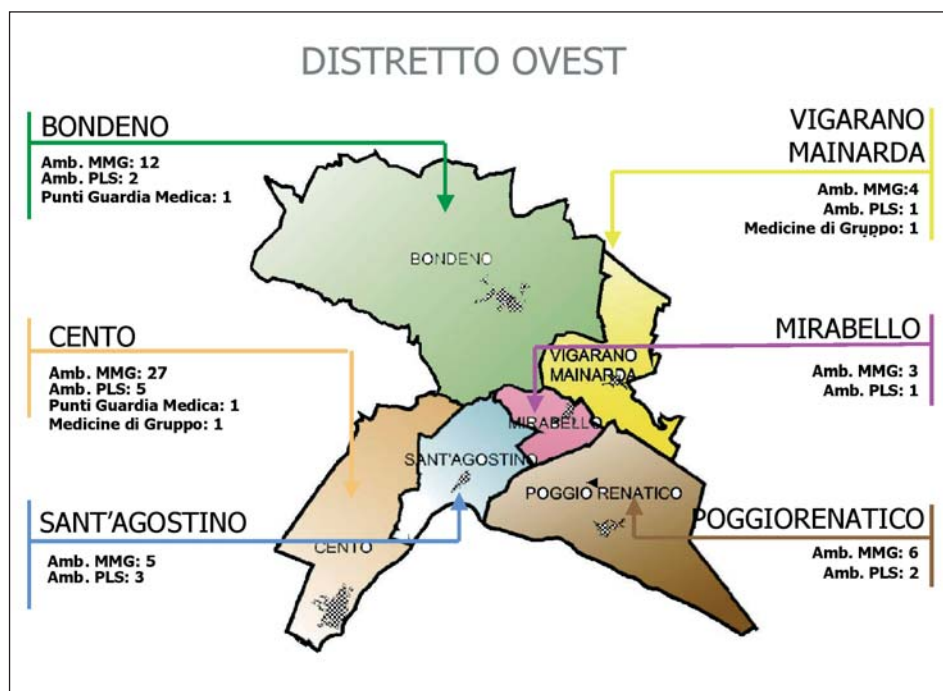 DISTRETTO OVEST
BONDENO
Amb. MMG: 12
Amb. PLS: 2
Punti Guardia Medica: 1
VIGARANO
MAINARDA
Amb. MMG:4
Amb. PLS: 1
Medicine di Gruppo: 1
CENTO
Amb. MMG: 27
Amb. PLS: 5
Punti Guardia Medica: 1
Medicine di Gruppo: 1
MIRABELLO
Amb. MMG: 3
Amb. PLS: 1
SANT'AGOSTINO
Amb. MMG: 5
Amb. PLS: 3
POGGIORENATICO
Amb. MMG: 6
Amb. PLS: 2
BONDENO
VIGARANO
MAINARDA
MIRABELLO
SANT'AGOSTINO
POGGIO RENATICO
CENTO